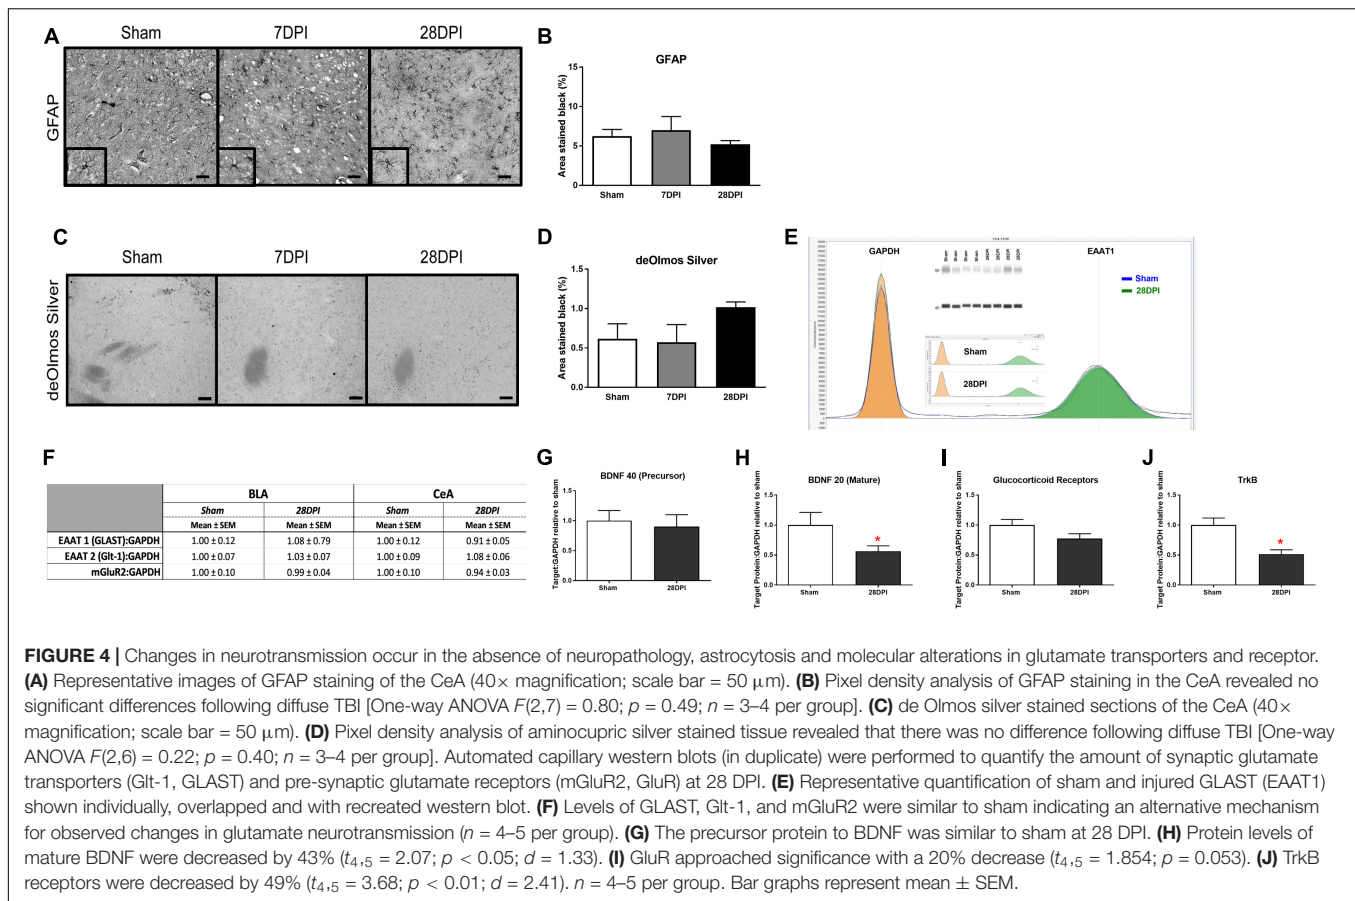 A
Sham
7DPI
28DPI
GFAP
B
GFAP
Area stained black (%)
15
10
5
0
Sham
7DPI
28DPI
C
Sham
7DPI
28DPI
deOlmos Silver
D
deOlmos Silver
Area stained black (%)
1.5
1.0
0.5
0.0
Sham
7DPI
28DPI
E
GAPDH
EAAT1
Sham
Sham
Sham
Sham
28DPI
28DPI
28DPI
28DPI
Sham
28DPI
Sham
28DPI
F
BLA CeA
Sham 28DPI Sham 28DPI
Mean ± SEM Mean ± SEM Mean ± SEM Mean ± SEM
EAAT 1 (GLAST):GAPDH 1.00 ± 0.12 1.08 ± 0.79 1.00 ± 0.12 0.91 ± 0.05
EAAT 2 (Glt-1):GAPDH 1.00 ± 0.07 1.03 ± 0.07 1.00 ± 0.09 1.08 ± 0.06
mGluR2:GAPDH 1.00 ± 0.10 0.99 ± 0.04 1.00 ± 0.10 0.94 ± 0.03
G
BDNF 40 (Precursor)
Target:GAPDH relative to sham
1.5
1.0
0.5
0.0
Sham
28DPI
H
BDNF 20 (Mature)
Target Protein:GAPDH relative to sham
1.5
1.0
0.5
0.0
*
Sham
28DPI
I
Glucocorticoid Receptors
Target Protein:GAPDH relative to sham
1.5
1.0
0.5
0.0
Sham
28DPI
J
TrkB
Target Protein:GAPDH relative to sham
1.5
1.0
0.5
0.0
*
Sham
28DPI
FIGURE 4 | Changes in neurotransmission occur in the absence of neuropathology, astrocytosis and molecular alterations in glutamate transporters and receptor.
(A) Representative images of GFAP staining of the CeA (40× magnification; scale bar = 50 μm). (B) Pixel density analysis of GFAP staining in the CeA revealed no
significant differences following diffuse TBI [One-way ANOVA F(2,7) = 0.80; p = 0.49; n = 3–4 per group]. (C) de Olmos silver stained sections of the CeA (40×
magnification; scale bar = 50 μm). (D) Pixel density analysis of aminocupric silver stained tissue revealed that there was no difference following diffuse TBI [One-way
ANOVA F(2,6) = 0.22; p = 0.40; n = 3–4 per group]. Automated capillary western blots (in duplicate) were performed to quantify the amount of synaptic glutamate
transporters (Glt-1, GLAST) and pre-synaptic glutamate receptors (mGluR2, GluR) at 28 DPI. (E) Representative quantification of sham and injured GLAST (EAAT1)
shown individually, overlapped and with recreated western blot. (F) Levels of GLAST, Glt-1, and mGluR2 were similar to sham indicating an alternative mechanism
for observed changes in glutamate neurotransmission (n = 4–5 per group). (G) The precursor protein to BDNF was similar to sham at 28 DPI. (H) Protein levels of
mature BDNF were decreased by 43% (t4,5 = 2.07; p < 0.05; d = 1.33). (I) GluR approached significance with a 20% decrease (t4,5 = 1.854; p = 0.053). (J) TrkB
receptors were decreased by 49% (t4,5 = 3.68; p < 0.01; d = 2.41). n = 4–5 per group. Bar graphs represent mean ± SEM.